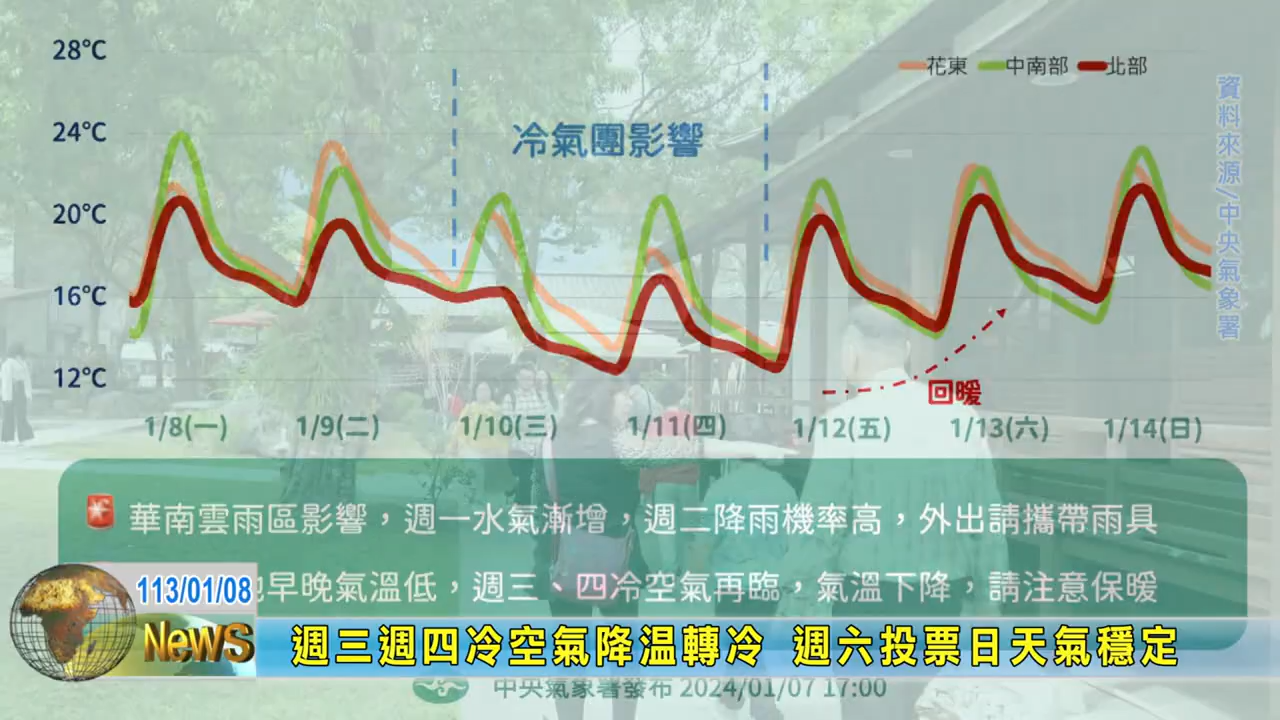 28°C
24°C
20°C
16°C
12°C
花東 中南部 北部
冷氣團影響
資料來源/中央氣象署
回暖
1/8(一) 1/9(二) 1/10(三) 1/11(四) 1/12(五) 1/13(六) 1/14(日)
華南雲雨區影響，週一水氣漸增，週二降雨機率高，外出請攜帶雨具
早晚氣溫低，週三、四冷空氣再臨，氣溫下降，請注意保暖
113/01/08
NewS
週三週四冷空氣降温轉冷 週六投票日天氣穩定
中央氣象署發布 2024/01/07 17:00